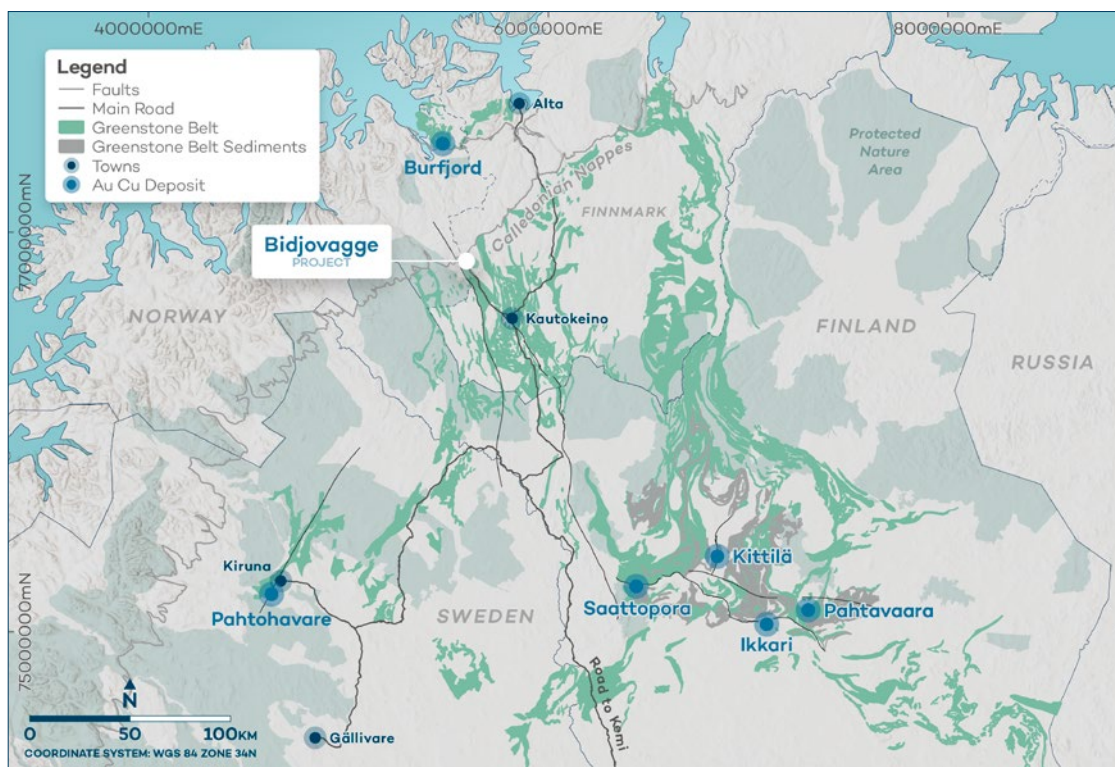 4000000mE
6000000mE
8000000mE
Legend
Faults
Main Road
Greenstone Belt
Greenstone Belt Sediments
Towns
Au Cu Deposit
Alta
Burfjord
Protected
Nature
Area
Calledonian Nappes
FINNMARK
7700000mN
Bidjovagge
PROJECT
NORWAY
Kautokeino
FINLAND
RUSSIA
Kiruna
Kittilä
Pahtohavare
SWEDEN
Saattopora
Pahtavaara
Ikkari
7500000mN
Road to Kemi
N
0 50 100KM
Gällivare
COORDINATE SYSTEM: WGS 84 ZONE 34N